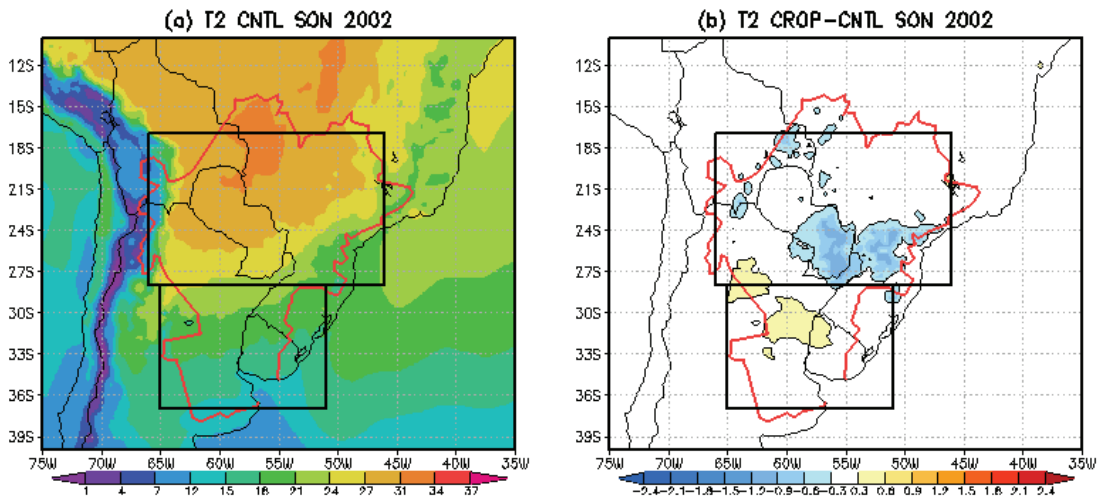 (a) T2 CNTL SON 2002
12S
15S
18S
21S
24S
27S
30S
33S
36S
39S
75W 70W 65W 60W 55W 50W 45W 40W 35W
1 4 7 12 15 18 21 24 27 31 34 37
(b) T2 CROP-CNTL SON 2002
12S
15S
18S
21S
24S
27S
30S
33S
36S
39S
75W 70W 65W 60W 55W 50W 45W 40W 35W
-2.4 -2.1 -1.8 -1.5 -1.2 -0.9 -0.6 -0.3 0.3 0.6 0.9 1.2 1.5 1.8 2.1 2.4